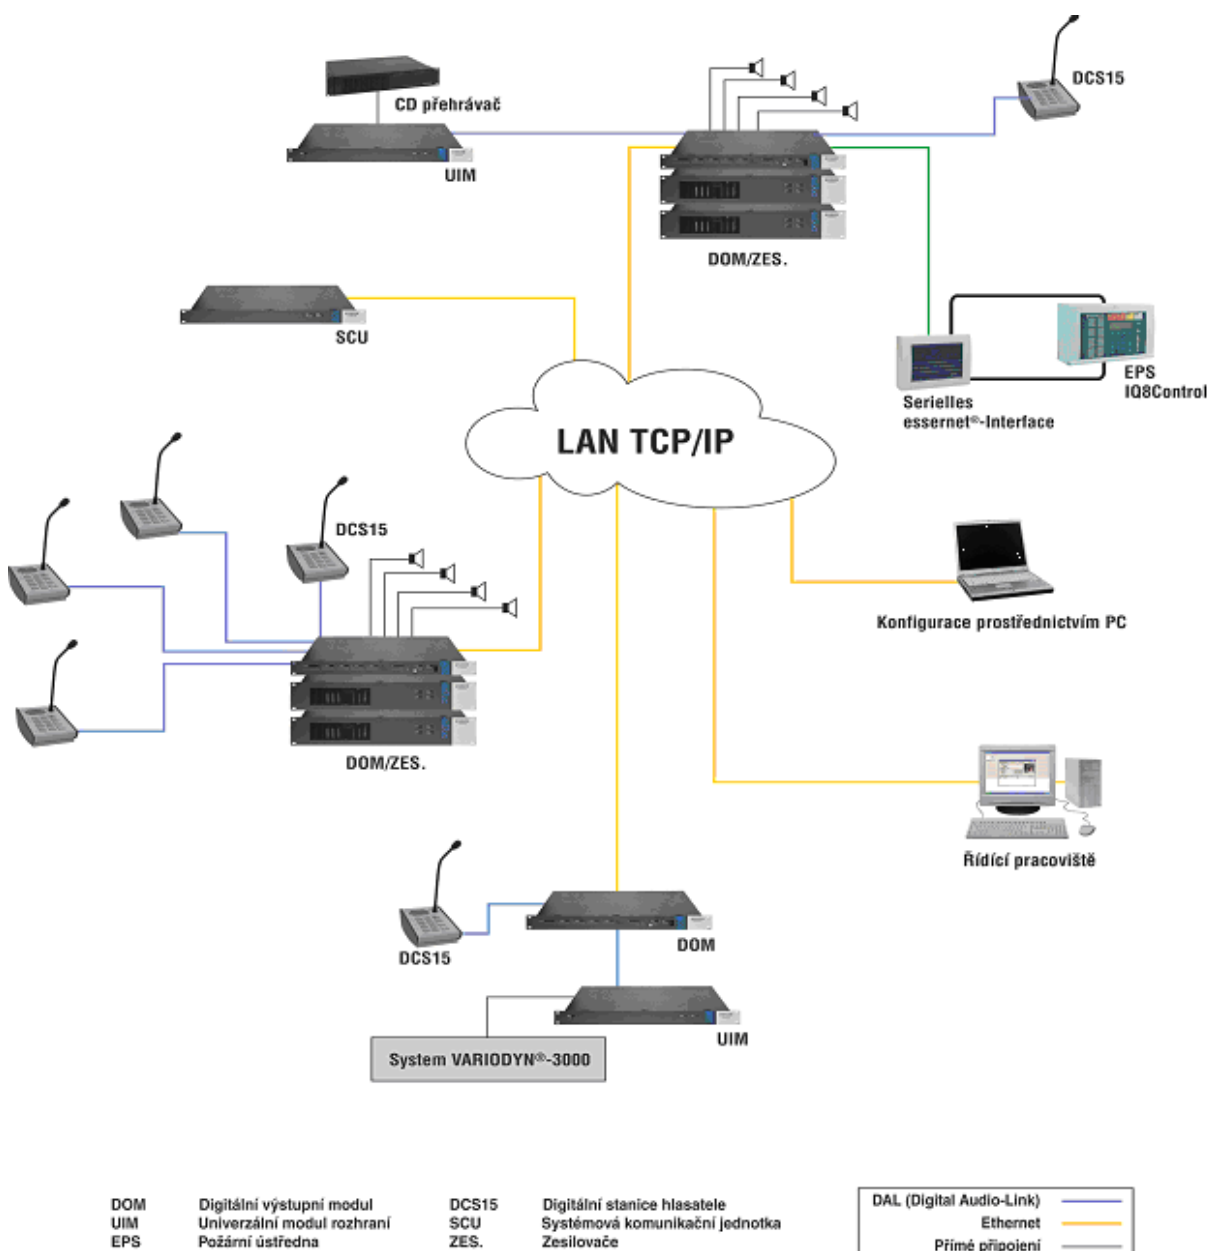 DCS15
CD přehrávač
UIM
DOM/ZES.
SCU
EPS
IQ8Control
Serielles
essernet®-Interface
LAN TCP/IP
DCS15
Konfigurace prostřednictvím PC
DOM/ZES.
Řídící pracoviště
DCS15
DOM
UIM
System VARIODYN®-3000
DOM Digitální výstupní modul DCS15 Digitální stanice hlasatele
UIM Univerzální modul rozhraní SCU Systémová komunikační jednotka
EPS Požární ústředna ZES. Zesilovače
DAL (Digital Audio-Link)
Ethernet
Přímé připojení